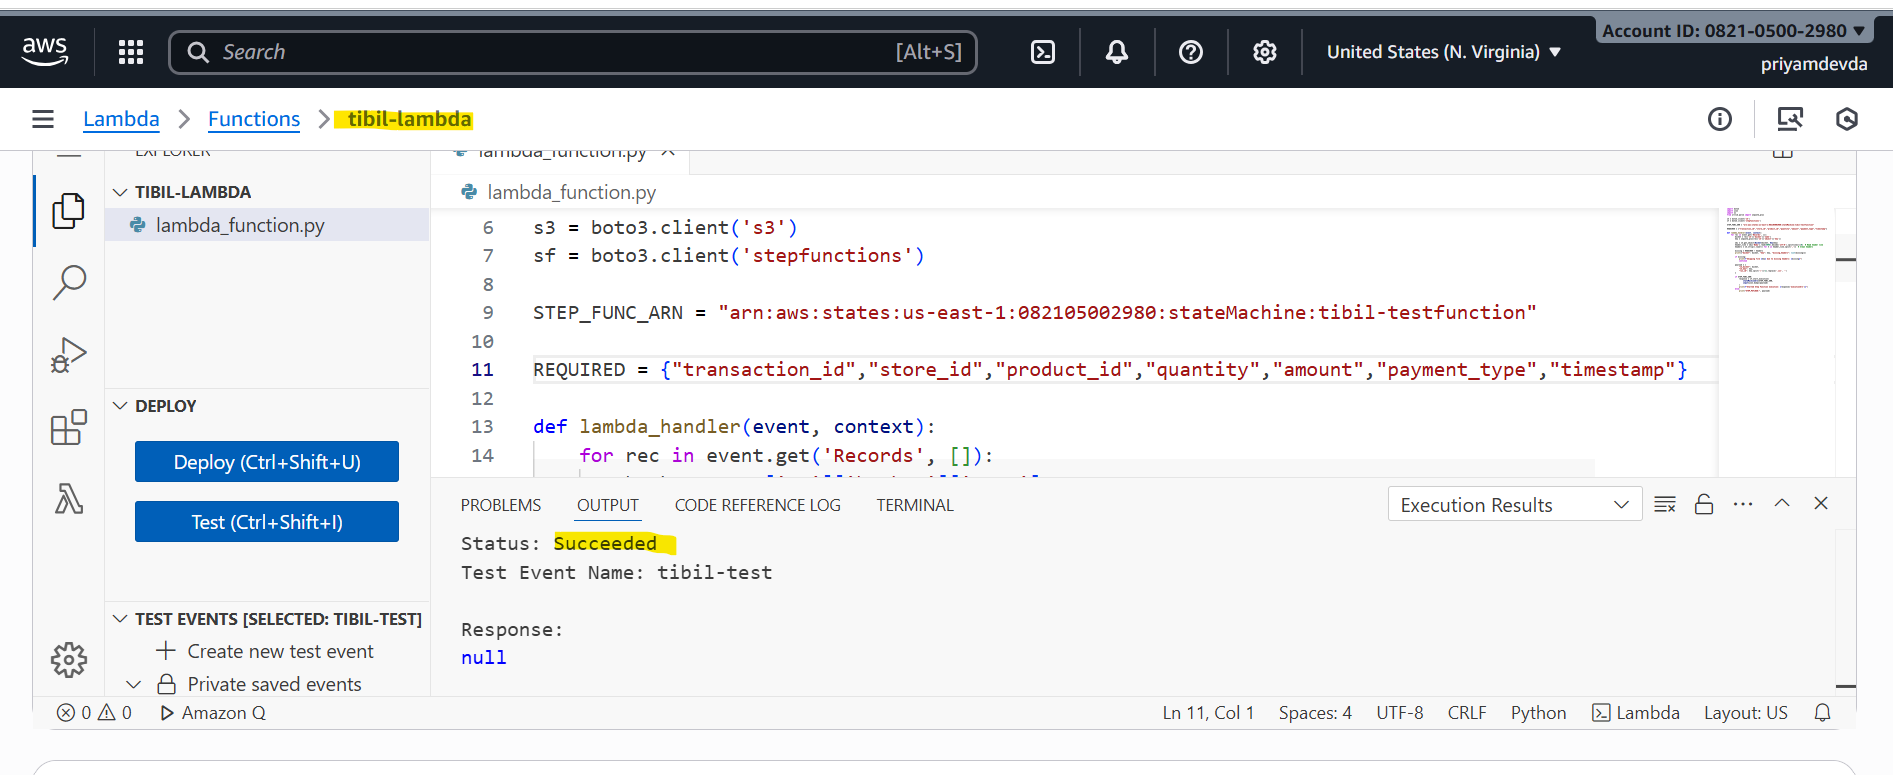 aws
Search
[Alt+S]
United States (N. Virginia)
Account ID: 0821-0500-2980
priyamdevda
Lambda
Functions
tibil-lambda
EXPLORER
lambda_function.py
TIBIL-LAMBDA
lambda_function.py
lambda_function.py
6 s3 = boto3.client('s3')
7 sf = boto3.client('stepfunctions')
8
9 STEP_FUNC_ARN = "arn:aws:states:us-east-1:082105002980:stateMachine:tibil-testfunction"
10
11 REQUIRED = {"transaction_id","store_id","product_id","quantity","amount","payment_type","timestamp"}
12
13 def lambda_handler(event, context):
14 for rec in event.get('Records', []):
DEPLOY
Deploy (Ctrl+Shift+U)
Test (Ctrl+Shift+I)
TEST EVENTS [SELECTED: TIBIL-TEST]
Create new test event
Private saved events
PROBLEMS
OUTPUT
CODE REFERENCE LOG
TERMINAL
Execution Results
Status: Succeeded
Test Event Name: tibil-test
Response:
null
0
0
Amazon Q
Ln 11, Col 1
Spaces: 4
UTF-8
CRLF
Python
Lambda
Layout: US